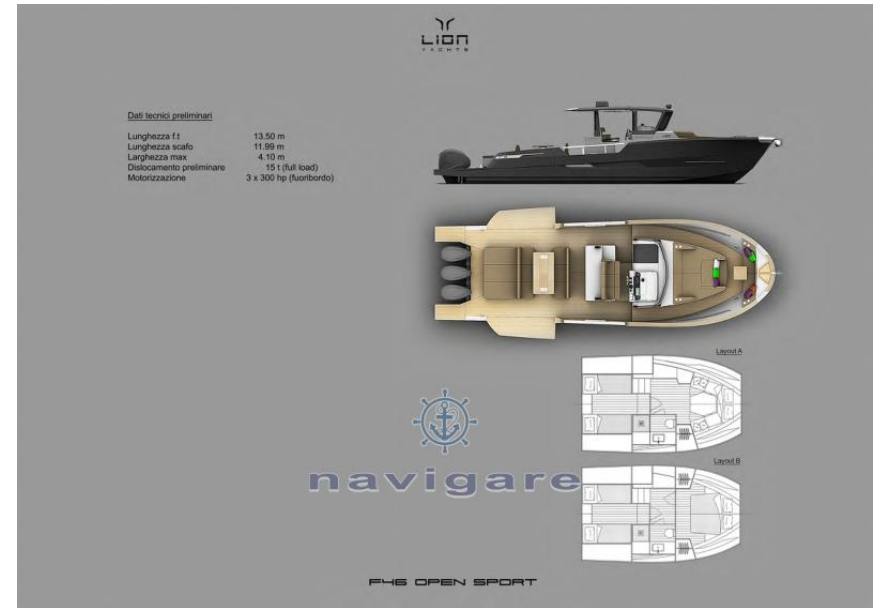 LION
YACHTS
Dati tecnici preliminari
Lunghezza f.t 13.50 m
Lunghezza scafo 11.99 m
Larghezza max 4.10 m
Dislocamento preliminare 15 t (full load)
Motorizzazione 3 x 300 hp (fuoribordo)
Layout A
Layout B
navigare
F46 OPEN SPORT